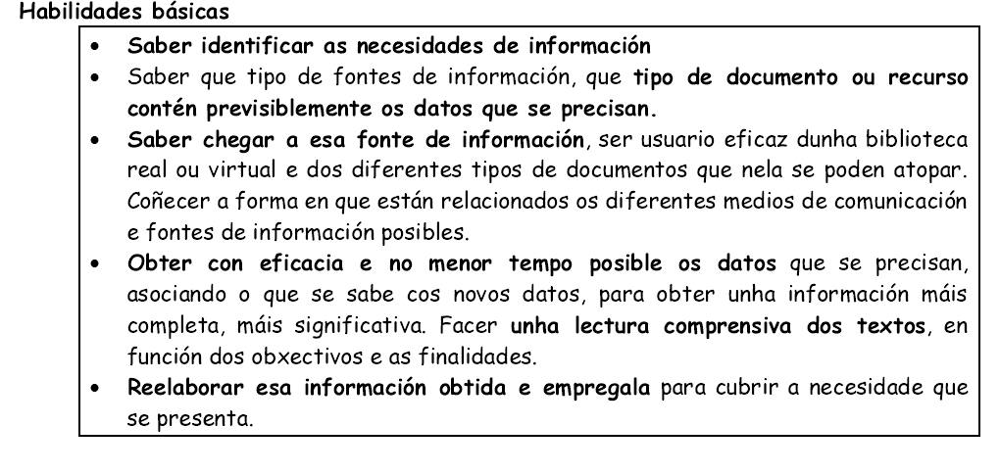 Habilidades básicas
• Saber identificar as necesidades de información
• Saber que tipo de fontes de información, que tipo de documento ou recurso
contén previsiblemente os datos que se precisan.
• Saber chegar a esa fonte de información, ser usuario eficaz dunha biblioteca
real ou virtual e dos diferentes tipos de documentos que nela se poden atopar.
Coñecer a forma en que están relacionados os diferentes medios de comunicación
e fontes de información posibles.
• Obter con eficacia e no menor tempo posible os datos que se precisan,
asociando o que se sabe cos novos datos, para obter unha información máis
completa, máis significativa. Facer unha lectura comprensiva dos textos, en
función dos obxectivos e as finalidades.
• Reelaborar esa información obtida e empregala para cubrir a necesidade que
se presenta.